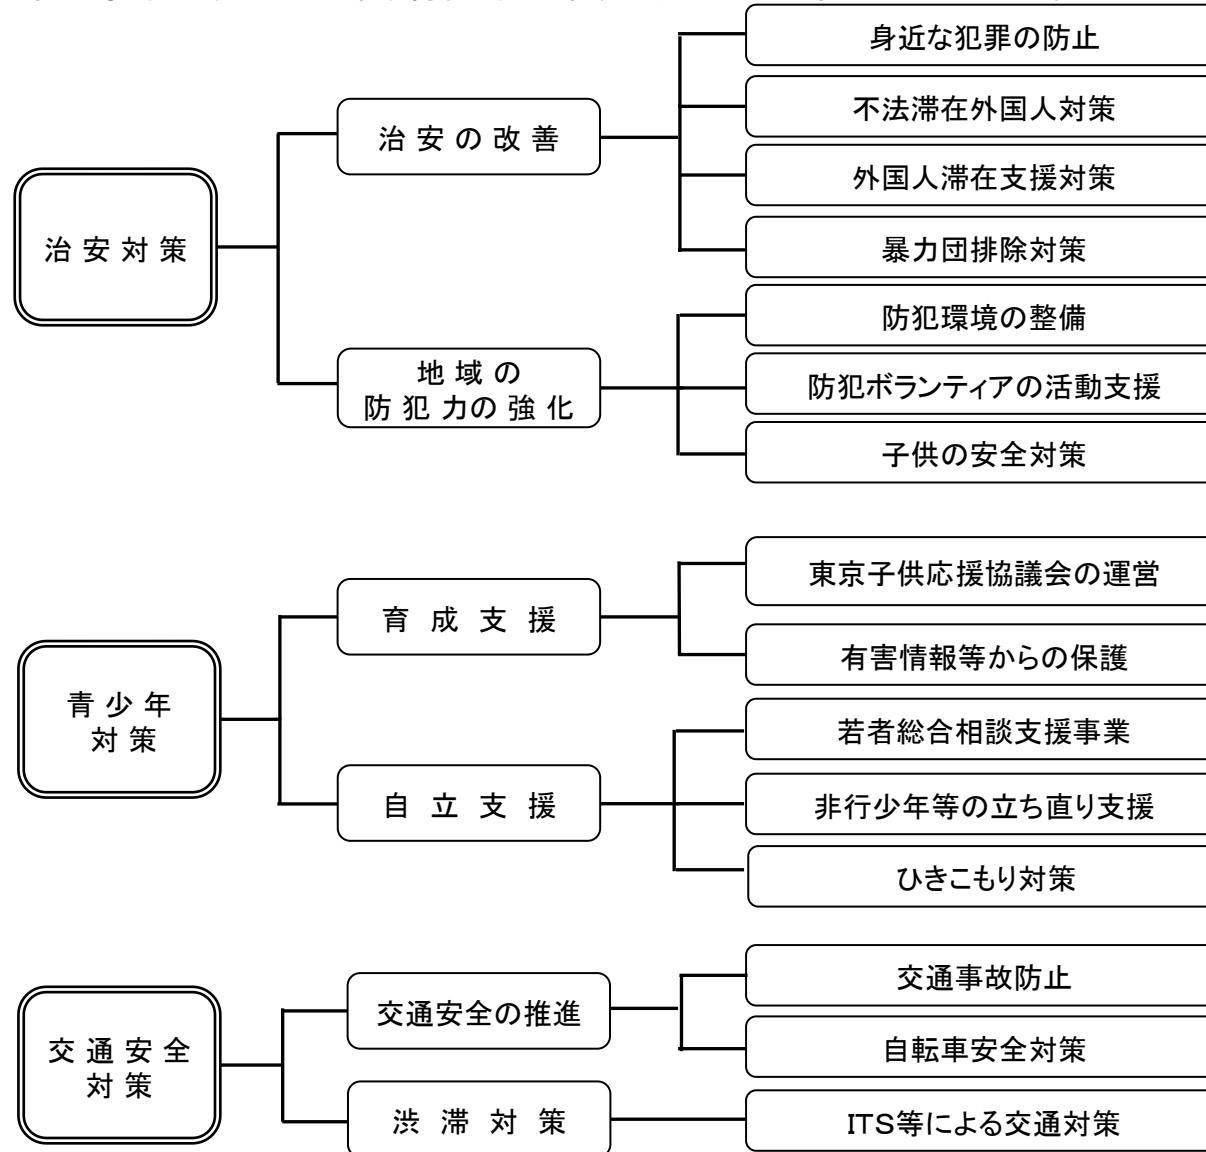 治安対策
治安の改善
身近な犯罪の防止
不法滞在外国人対策
外国人滞在支援対策
暴力団排除対策
地域の
防犯力の強化
防犯環境の整備
防犯ボランティアの活動支援
子供の安全対策
青少年
対策
育成支援
東京子供応援協議会の運営
有害情報等からの保護
自立支援
若者総合相談支援事業
非行少年等の立ち直り支援
ひきこもり対策
交通安全
対策
交通安全の推進
交通事故防止
自転車安全対策
渋滞対策
ITS等による交通対策